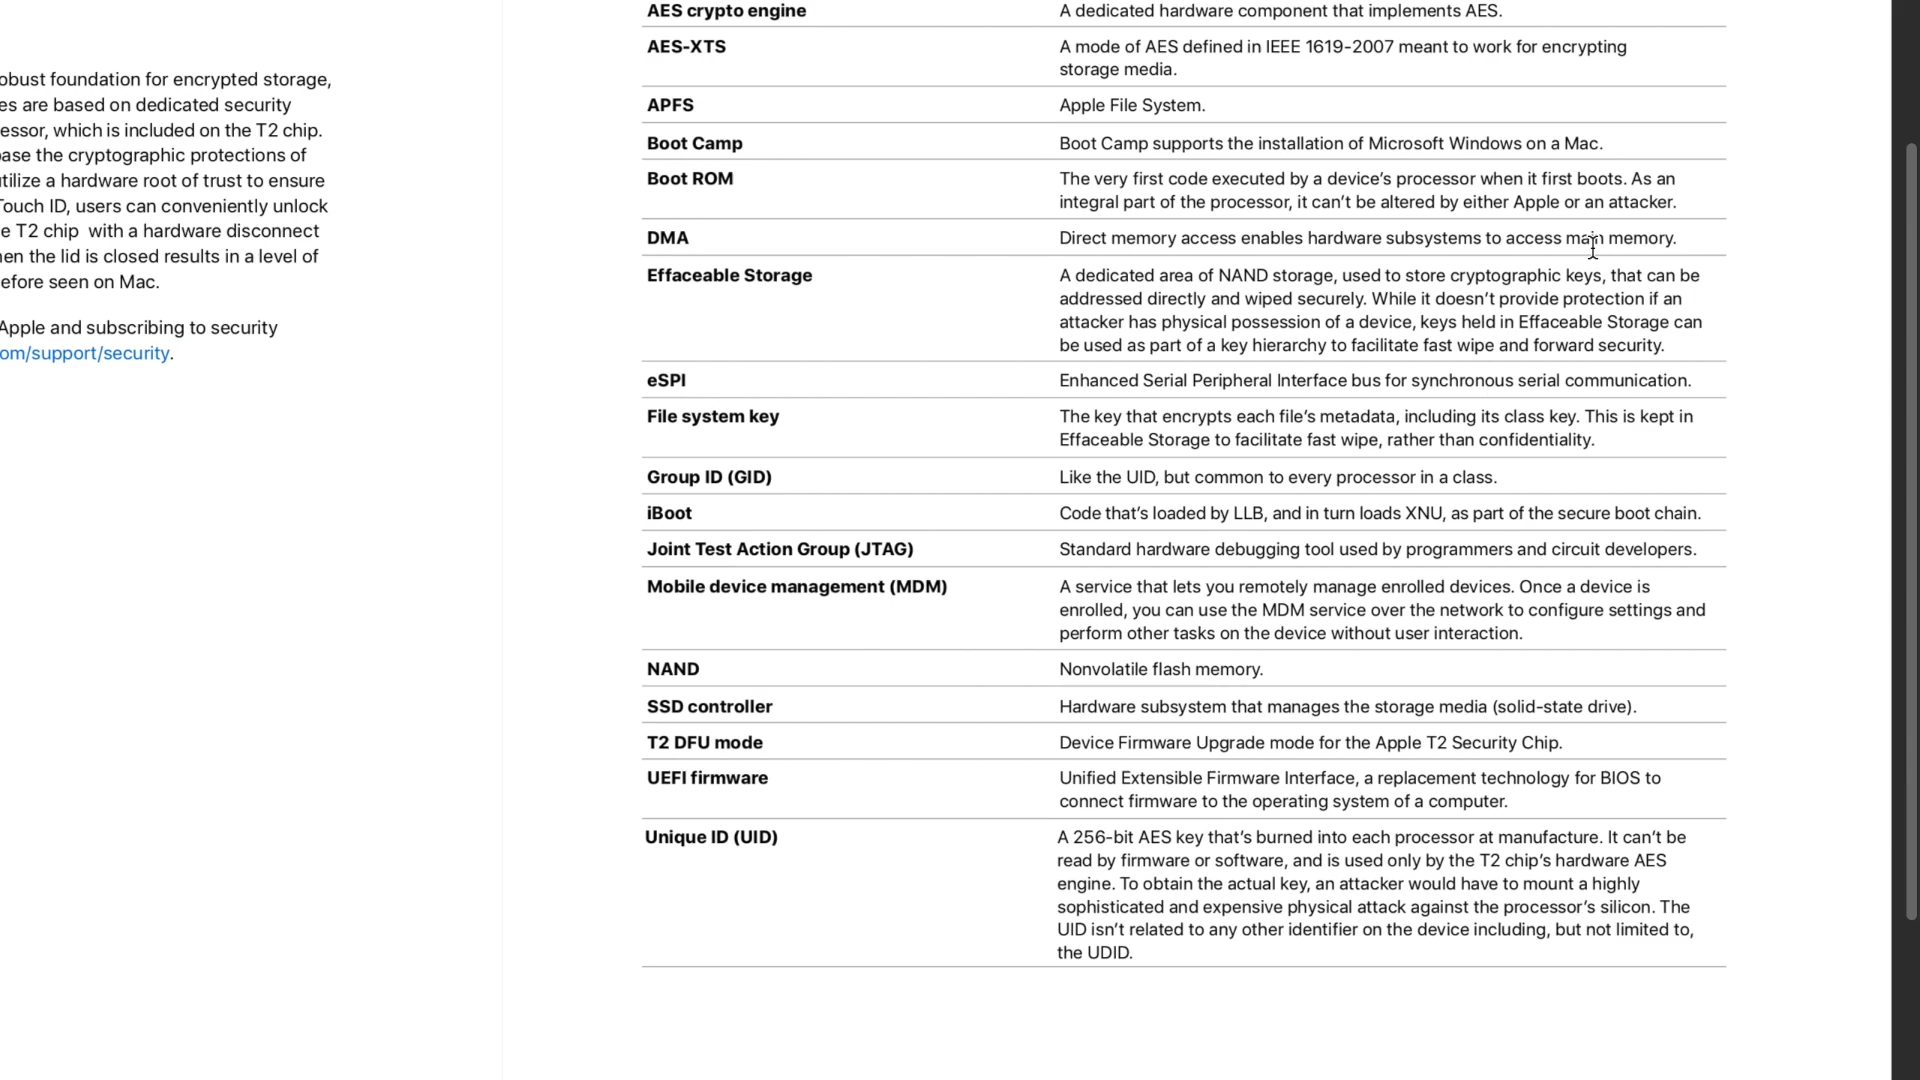 obust foundation for encrypted storage,
es are based on dedicated security
essor, which is included on the T2 chip.
ase the cryptographic protections of
tilize a hardware root of trust to ensure
Touch ID, users can conveniently unlock
e T2 chip with a hardware disconnect
en the lid is closed results in a level of
efore seen on Mac.
Apple and subscribing to security
om/support/security.
AES crypto engine
A dedicated hardware component that implements AES.
AES-XTS
A mode of AES defined in IEEE 1619-2007 meant to work for encrypting
storage media.
APFS
Apple File System.
Boot Camp
Boot Camp supports the installation of Microsoft Windows on a Mac.
Boot ROM
The very first code executed by a device's processor when it first boots. As an
integral part of the processor, it can't be altered by either Apple or an attacker.
DMA
Direct memory access enables hardware subsystems to access main memory.
Effaceable Storage
A dedicated area of NAND storage, used to store cryptographic keys, that can be
addressed directly and wiped securely. While it doesn't provide protection if an
attacker has physical possession of a device, keys held in Effaceable Storage can
be used as part of a key hierarchy to facilitate fast wipe and forward security.
eSPI
Enhanced Serial Peripheral Interface bus for synchronous serial communication.
File system key
The key that encrypts each file's metadata, including its class key. This is kept in
Effaceable Storage to facilitate fast wipe, rather than confidentiality.
Group ID (GID)
Like the UID, but common to every processor in a class.
iBoot
Code that's loaded by LLB, and in turn loads XNU, as part of the secure boot chain.
Joint Test Action Group (JTAG)
Standard hardware debugging tool used by programmers and circuit developers.
Mobile device management (MDM)
A service that lets you remotely manage enrolled devices. Once a device is
enrolled, you can use the MDM service over the network to configure settings and
perform other tasks on the device without user interaction.
NAND
Nonvolatile flash memory.
SSD controller
Hardware subsystem that manages the storage media (solid-state drive).
T2 DFU mode
Device Firmware Upgrade mode for the Apple T2 Security Chip.
UEFI firmware
Unified Extensible Firmware Interface, a replacement technology for BIOS to
connect firmware to the operating system of a computer.
Unique ID (UID)
A 256-bit AES key that's burned into each processor at manufacture. It can't be
read by firmware or software, and is used only by the T2 chip's hardware AES
engine. To obtain the actual key, an attacker would have to mount a highly
sophisticated and expensive physical attack against the processor's silicon. The
UID isn't related to any other identifier on the device including, but not limited to,
the UDID.